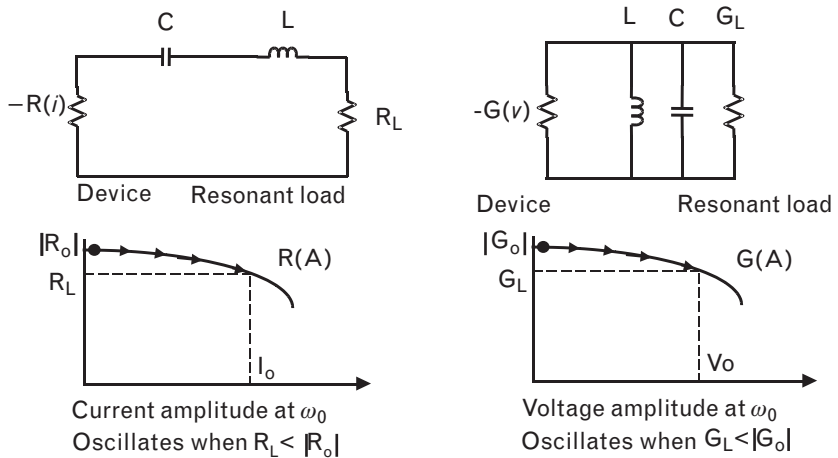 C L
−R(i)
R_L
Device Resonant load
|R_o|
R(A)
R_L
I_o
Current amplitude at ω_0
Oscillates when R_L < |R_o|
L C G_L
-G(v)
Device Resonant load
|G_o|
G(A)
G_L
Vo
Voltage amplitude at ω_0
Oscillates when G_L<|G_o|